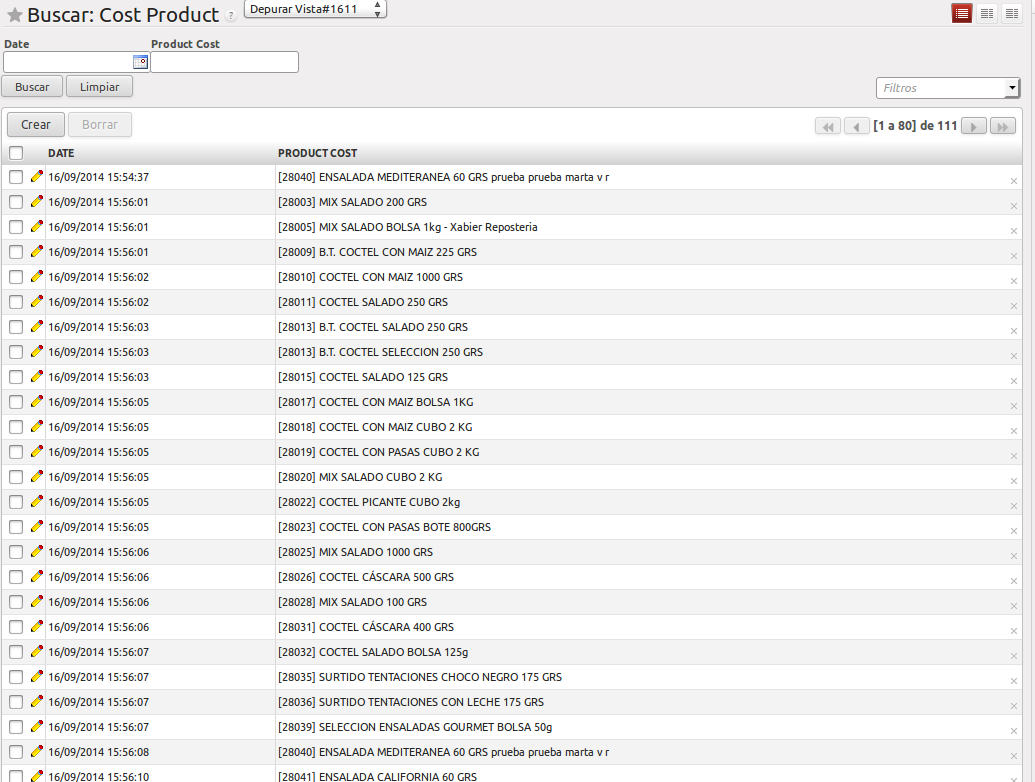 Buscar: Cost Product ? Depurar Vista#1611
Date Product Cost
Buscar Limpiar Filtros
Crear Borrar [1 a 80] de 111
DATE PRODUCT COST
16/09/2014 15:54:37 [28040] ENSALADA MEDITERANEA 60 GRS prueba prueba marta v r
16/09/2014 15:56:01 [28003] MIX SALADO 200 GRS
16/09/2014 15:56:01 [28005] MIX SALADO BOLSA 1kg - Xabier Reposteria
16/09/2014 15:56:01 [28009] B.T. COCTEL CON MAIZ 225 GRS
16/09/2014 15:56:02 [28010] COCTEL CON MAIZ 1000 GRS
16/09/2014 15:56:02 [28011] COCTEL SALADO 250 GRS
16/09/2014 15:56:03 [28013] B.T. COCTEL SALADO 250 GRS
16/09/2014 15:56:03 [28013] B.T. COCTEL SELECCION 250 GRS
16/09/2014 15:56:03 [28015] COCTEL SALADO 125 GRS
16/09/2014 15:56:05 [28017] COCTEL CON MAIZ BOLSA 1KG
16/09/2014 15:56:05 [28018] COCTEL CON MAIZ CUBO 2 KG
16/09/2014 15:56:05 [28019] COCTEL CON PASAS CUBO 2 KG
16/09/2014 15:56:05 [28020] MIX SALADO CUBO 2 KG
16/09/2014 15:56:05 [28022] COCTEL PICANTE CUBO 2kg
16/09/2014 15:56:05 [28023] COCTEL CON PASAS BOTE 800GRS
16/09/2014 15:56:06 [28025] MIX SALADO 1000 GRS
16/09/2014 15:56:06 [28026] COCTEL CÁSCARA 500 GRS
16/09/2014 15:56:06 [28028] MIX SALADO 100 GRS
16/09/2014 15:56:06 [28031] COCTEL CÁSCARA 400 GRS
16/09/2014 15:56:07 [28032] COCTEL SALADO BOLSA 125g
16/09/2014 15:56:07 [28035] SURTIDO TENTACIONES CHOCO NEGRO 175 GRS
16/09/2014 15:56:07 [28036] SURTIDO TENTACIONES CON LECHE 175 GRS
16/09/2014 15:56:07 [28039] SELECCION ENSALADAS GOURMET BOLSA 50g
16/09/2014 15:56:08 [28040] ENSALADA MEDITERANEA 60 GRS prueba prueba marta v r
16/09/2014 15:56:10 [28041] ENSALADA CALIFORNIA 60 GRS